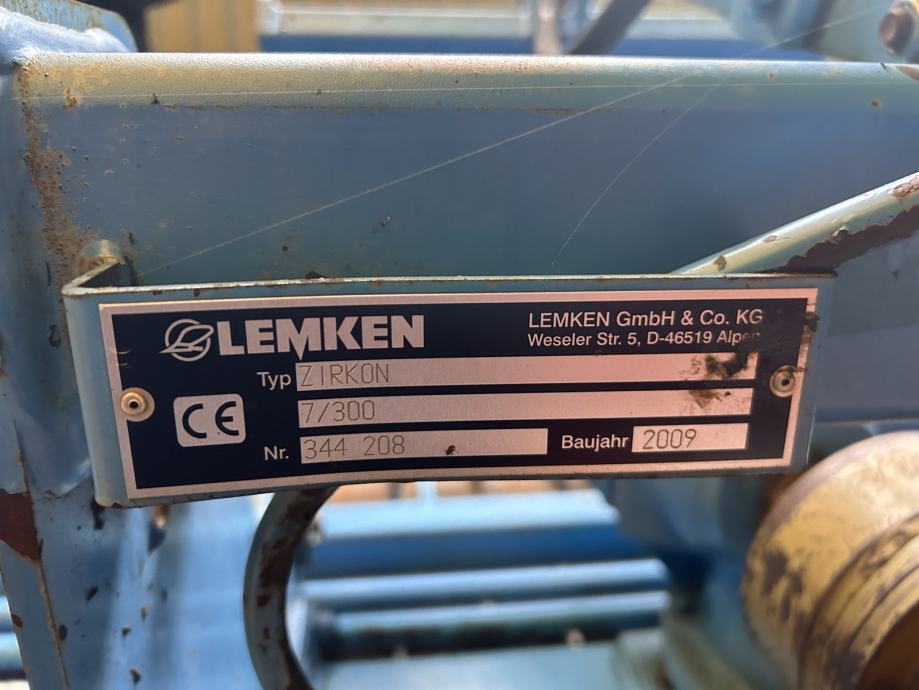 LEMKEN
LEMKEN GmbH & Co. KG
Weseler Str. 5, D-46519 Alpen
Typ ZIRKON
7/300
CE
Nr. 344 208 Baujahr 2009